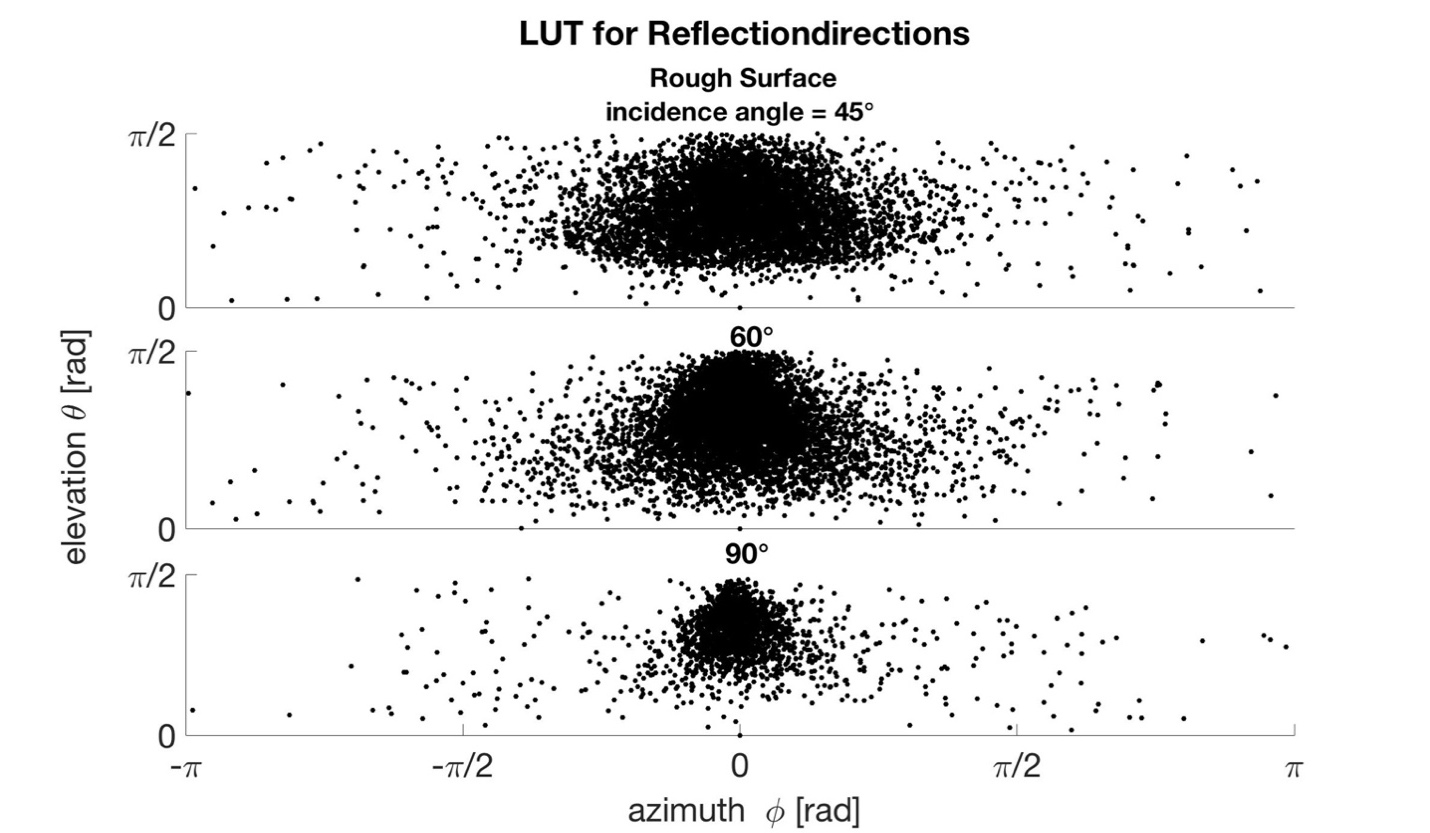 LUT for Reflectiondirections
Rough Surface
incidence angle = 45°
π/2
0
60°
π/2
0
90°
π/2
0
elevation θ [rad]
-π -π/2 0 π/2 π
azimuth ϕ [rad]